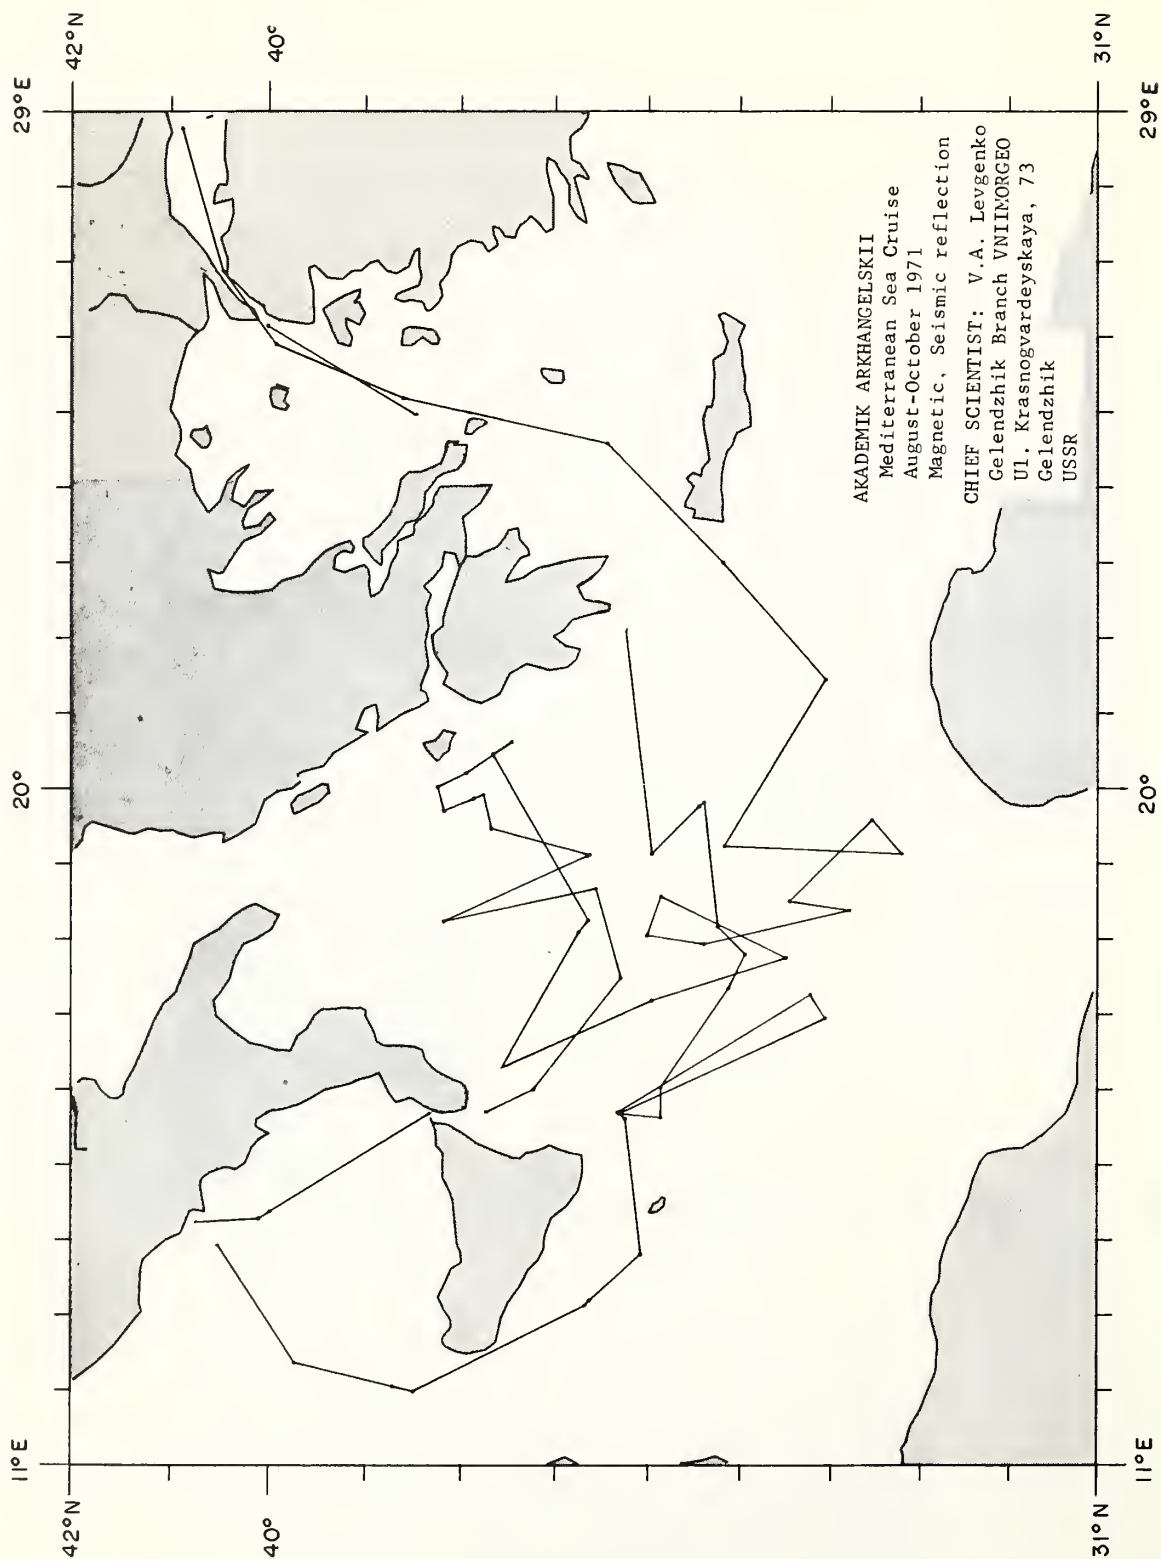 42°N
40°
31°N
29°E
29°E
20°
20°
AKADEMIK ARKHANGELSKII
Mediterranean Sea Cruise
August-October 1971
Magnetic, Seismic reflection
CHIEF SCIENTIST: V.A. Levgenko
Gelendzhik Branch VNIIMORGEO
Ul. Krasnogvardeyskaya, 73
Gelendzhik
USSR
11°E
11°E
42°N
40°
31°N